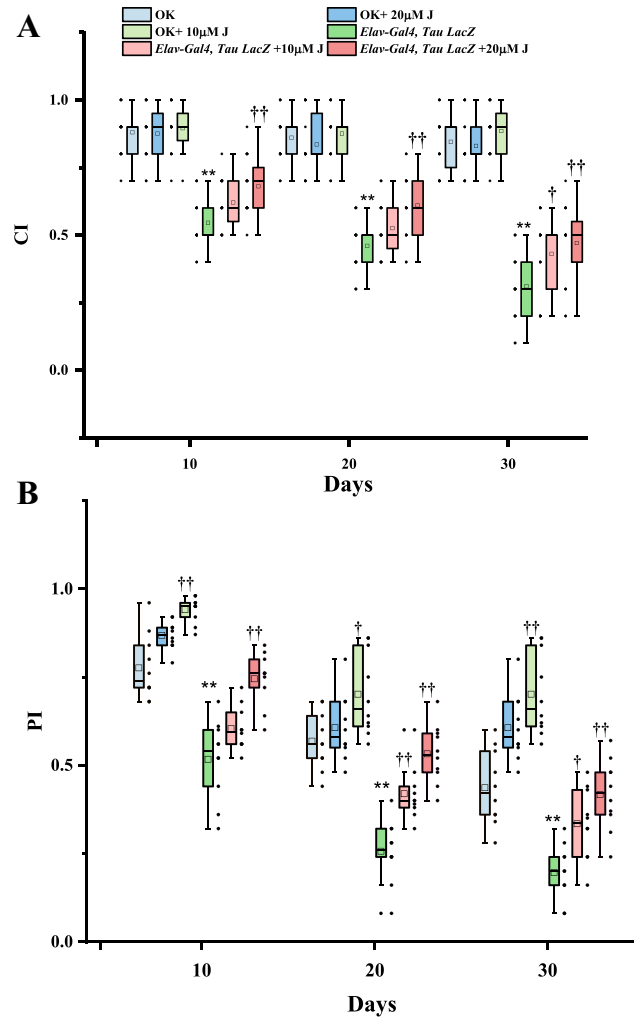 A
OK
OK+ 20µM J
OK+ 10µM J
Elav-Gal4, Tau LacZ
Elav-Gal4, Tau LacZ +10µM J
Elav-Gal4, Tau LacZ +20µM J
1.0
0.5
0.0
CI
**
††
**
††
**
†
††
10
20
30
Days
B
1.0
0.5
0.0
PI
††
**
††
†
**
††
††
††
**
†
††
10
20
30
Days